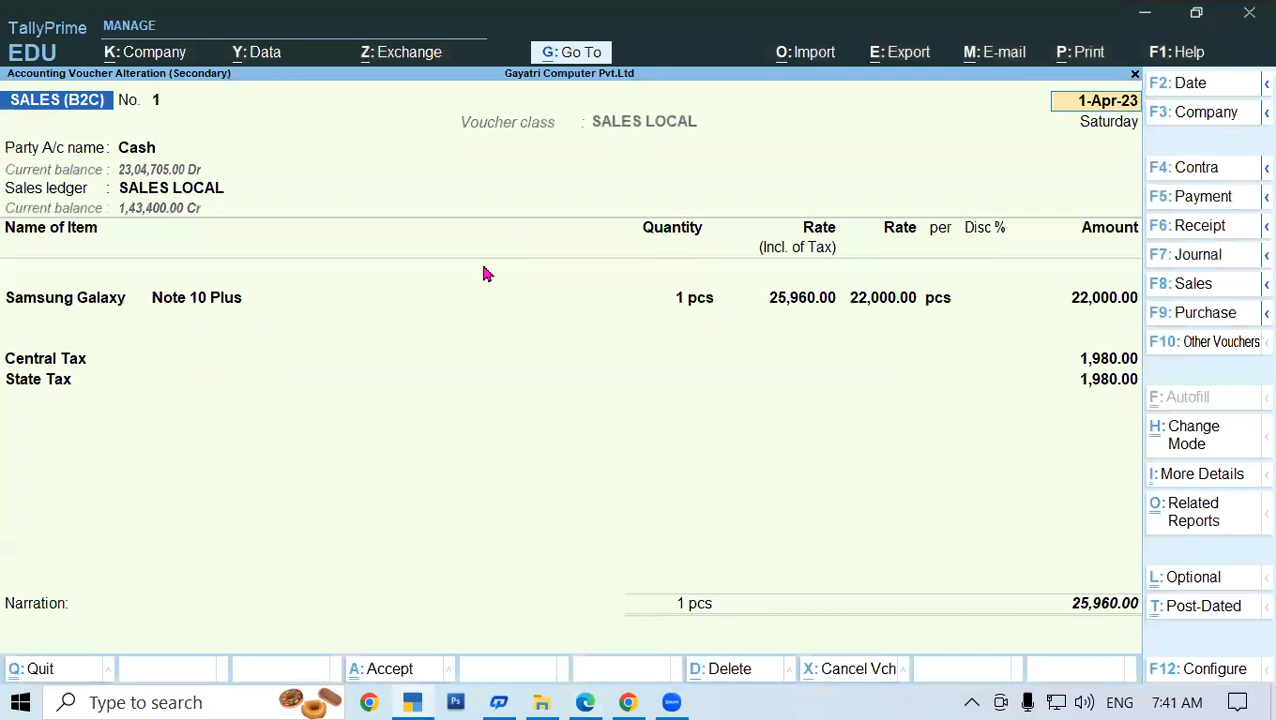 TallyPrime
MANAGE
EDU
K: Company
Y: Data
Z: Exchange
G: Go To
O: Import
E: Export
M: E-mail
P: Print
F1: Help
Accounting Voucher Alteration (Secondary)
Gayatri Computer Pvt.Ltd
SALES (B2C) No. 1
1-Apr-23
Voucher class : SALES LOCAL
Saturday
Party A/c name : Cash
Current balance : 23,04,705.00 Dr
Sales ledger : SALES LOCAL
Current balance : 1,43,400.00 Cr
Name of Item Quantity Rate Rate per Disc % Amount
(Incl. of Tax)
Samsung Galaxy Note 10 Plus 1 pcs 25,960.00 22,000.00 pcs 22,000.00
Central Tax 1,980.00
State Tax 1,980.00
Narration: 1 pcs 25,960.00
F2: Date
F3: Company
F4: Contra
F5: Payment
F6: Receipt
F7: Journal
F8: Sales
F9: Purchase
F10: Other Vouchers
F: Autofill
H: Change
Mode
I: More Details
O: Related
Reports
L: Optional
T: Post-Dated
Q: Quit
A: Accept
D: Delete
X: Cancel Vch
F12: Configure
Type to search
Ps
zoom
ENG
7:41 AM